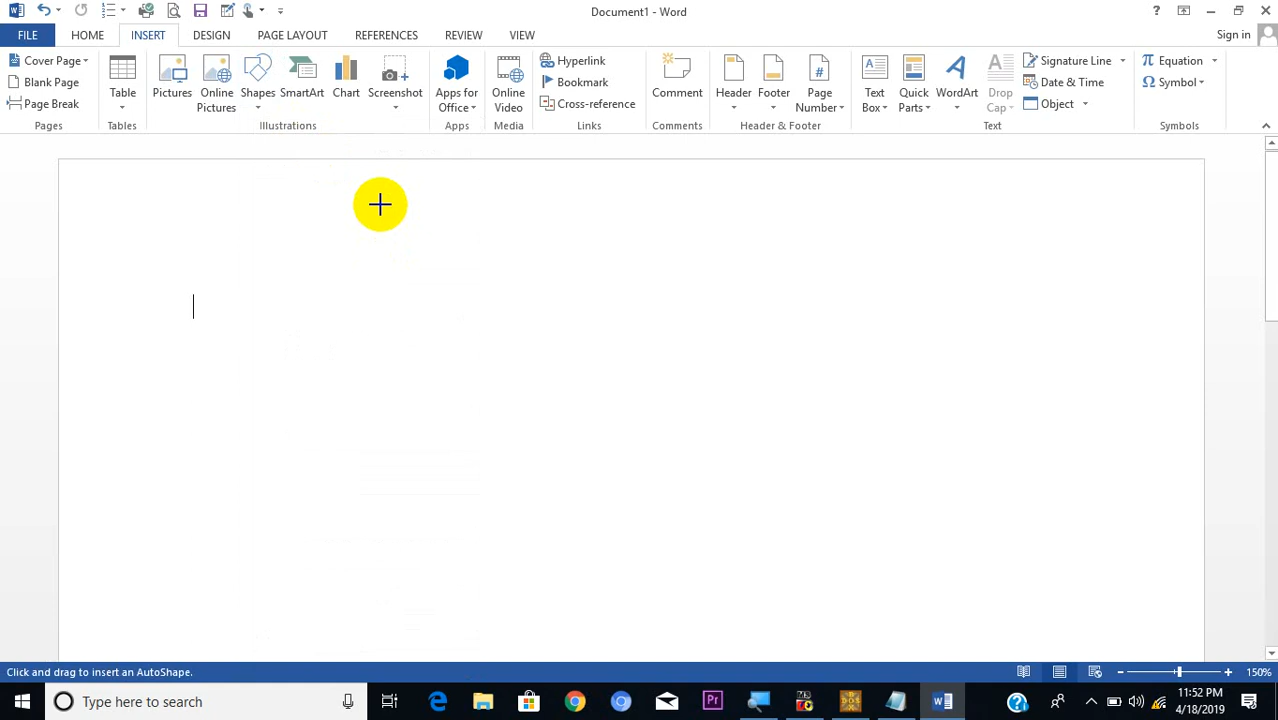 Document1 - Word
?
FILE
HOME
INSERT
DESIGN
PAGE LAYOUT
REFERENCES
REVIEW
VIEW
Sign in
Cover Page
Blank Page
Page Break
Table
Pictures
Online
Pictures
Shapes
SmartArt
Chart
Screenshot
Apps for
Office
Online
Video
Hyperlink
Bookmark
Cross-reference
Comment
Header
Footer
Page
Number
Text
Box
Quick
Parts
WordArt
Drop
Cap
Signature Line
Date & Time
Object
π Equation
Ω Symbol
Pages
Tables
Illustrations
Apps
Media
Links
Comments
Header & Footer
Text
Symbols
Click and drag to insert an AutoShape.
150%
Type here to search
Pr
11:52 PM
4/18/2019